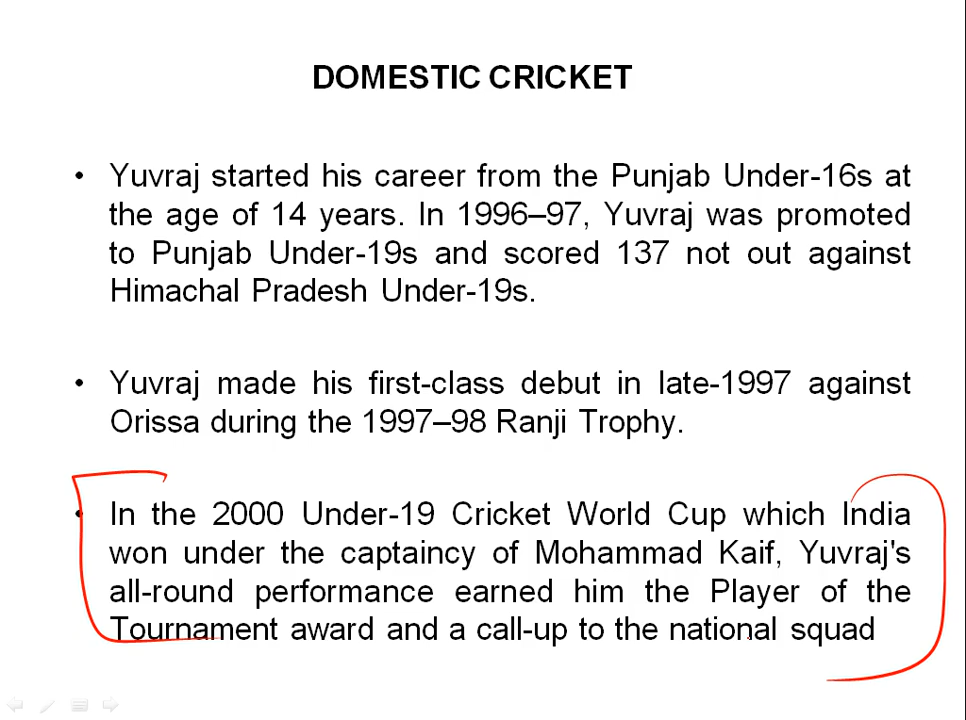 DOMESTIC CRICKET
• Yuvraj started his career from the Punjab Under-16s at
the age of 14 years. In 1996–97, Yuvraj was promoted
to Punjab Under-19s and scored 137 not out against
Himachal Pradesh Under-19s.
• Yuvraj made his first-class debut in late-1997 against
Orissa during the 1997–98 Ranji Trophy.
• In the 2000 Under-19 Cricket World Cup which India
won under the captaincy of Mohammad Kaif, Yuvraj's
all-round performance earned him the Player of the
Tournament award and a call-up to the national squad